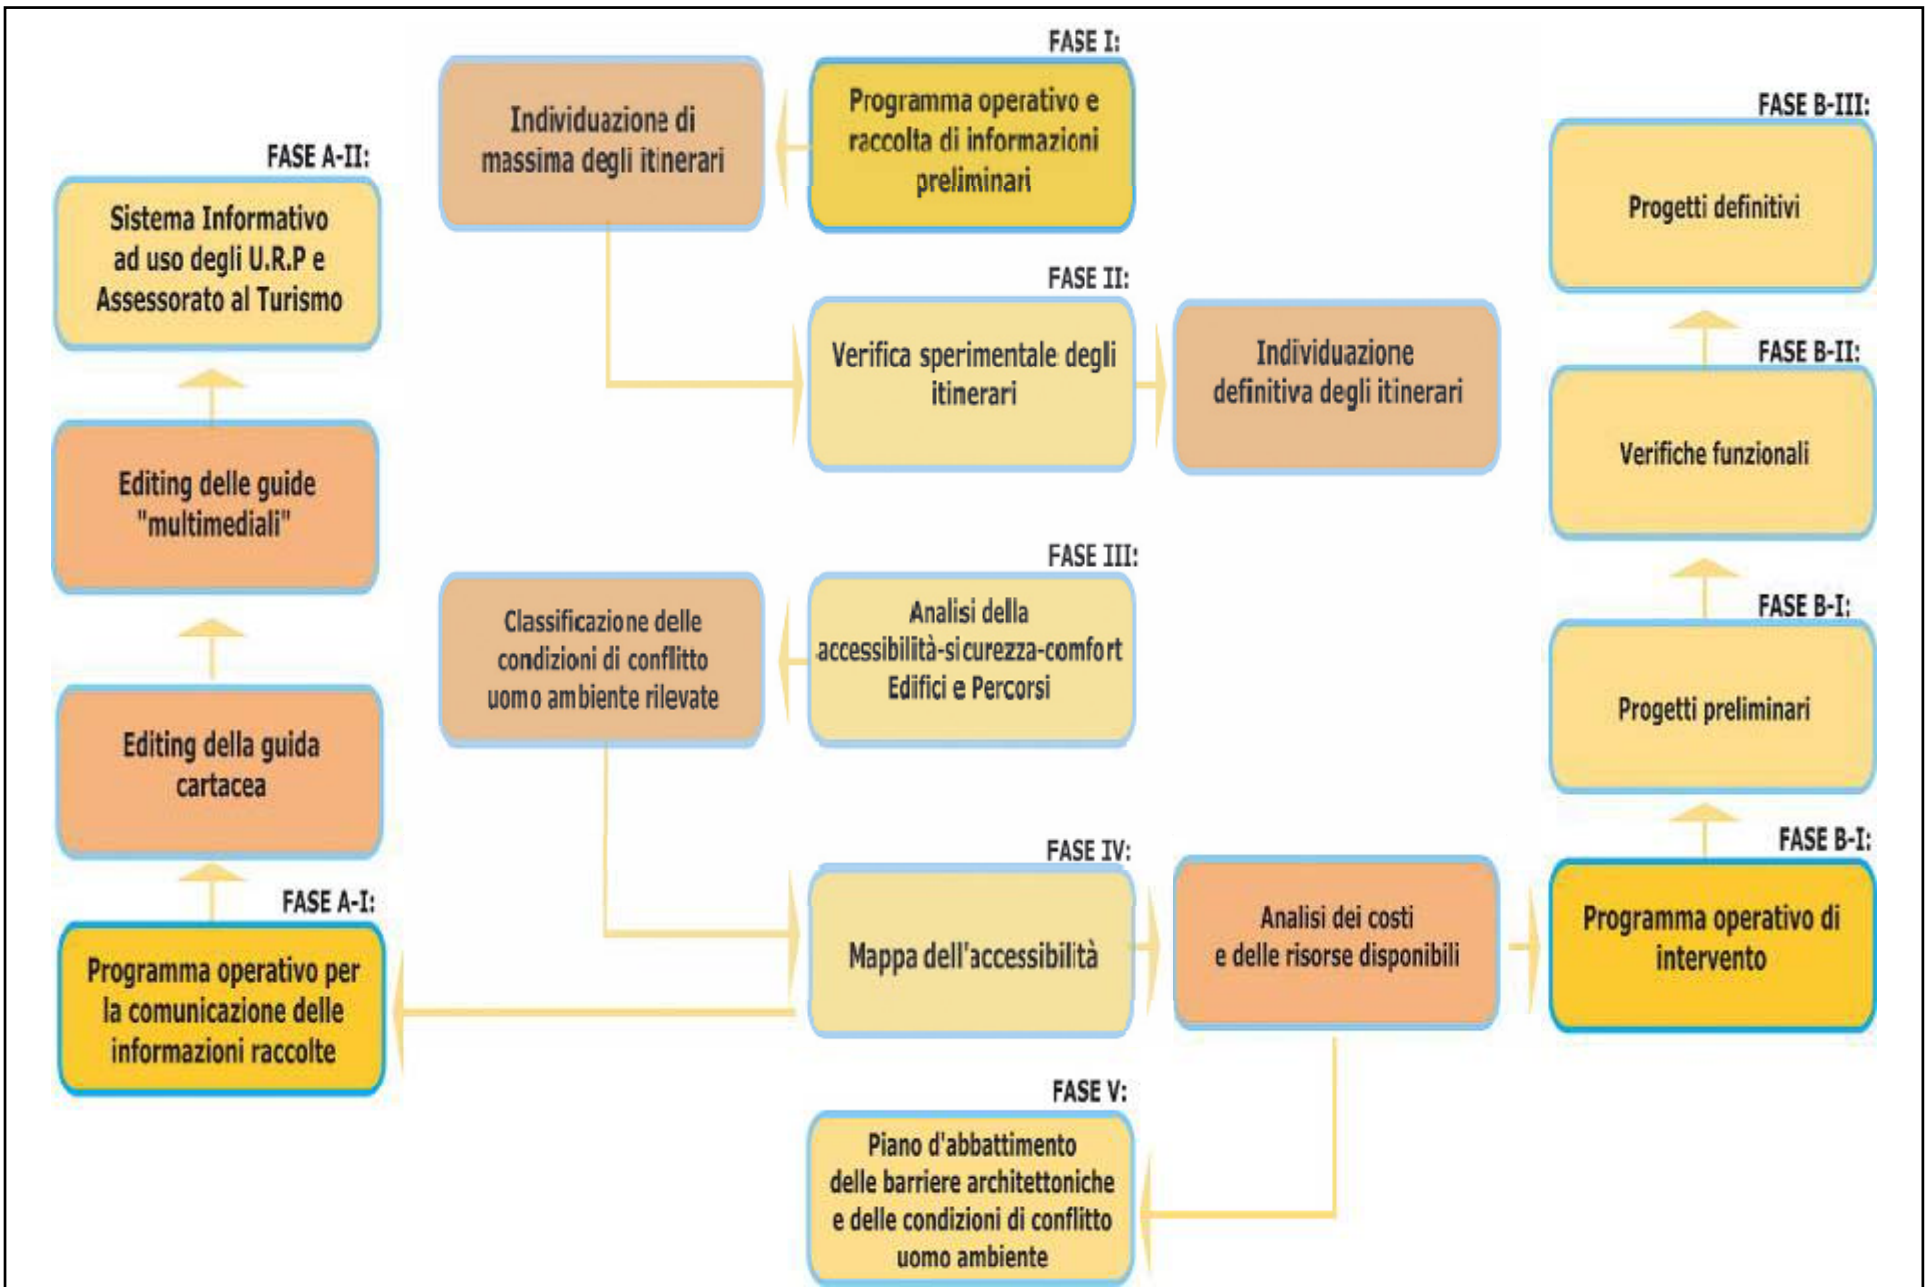 FASE I:
Programma operativo e
raccolta di informazioni
preliminari
Individuazione di
massima degli itinerari
FASE II:
Verifica sperimentale degli
itinerari
Individuazione
definitiva degli itinerari
FASE III:
Analisi della
accessibilità-sicurezza-comfort
Edifici e Percorsi
Classificazione delle
condizioni di conflitto
uomo ambiente rilevate
FASE IV:
Mappa dell'accessibilità
Analisi dei costi
e delle risorse disponibili
FASE V:
Piano d'abbattimento
delle barriere architettoniche
e delle condizioni di conflitto
uomo ambiente
FASE A-I:
Programma operativo per
la comunicazione delle
informazioni raccolte
Editing della guida
cartacea
Editing delle guide
"multimediali"
FASE A-II:
Sistema Informativo
ad uso degli U.R.P e
Assessorato al Turismo
FASE B-I:
Programma operativo di
intervento
FASE B-I:
Progetti preliminari
FASE B-II:
Verifiche funzionali
FASE B-III:
Progetti definitivi